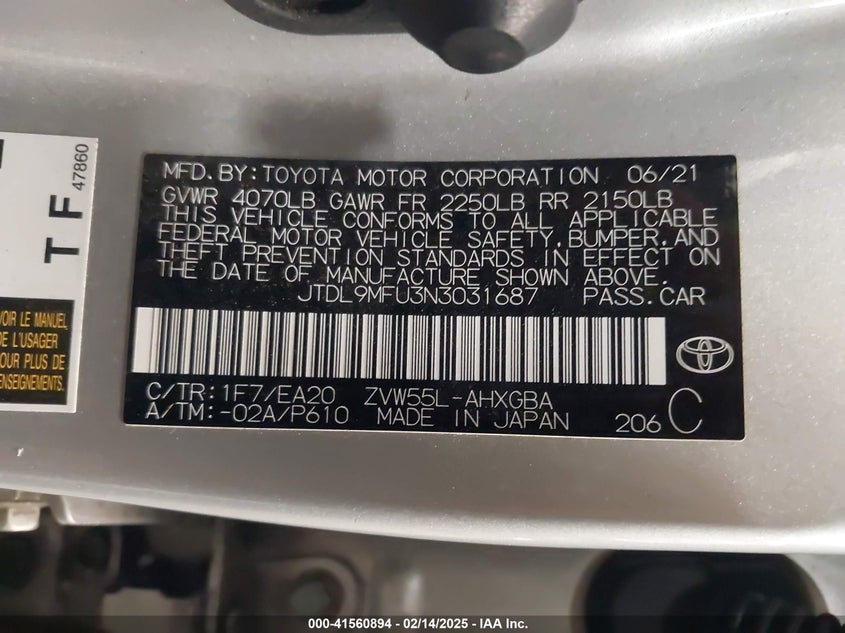 47860
T F
VOIR LE MANUEL
DE L'USAGER
POUR PLUS DE
RENSEIGNEMENTS.
MFD. BY: TOYOTA MOTOR CORPORATION 06/21
GVWR 4070LB GAWR FR 2250LB RR 2150LB
THIS VEHICLE CONFORMS TO ALL APPLICABLE
FEDERAL MOTOR VEHICLE SAFETY, BUMPER, AND
THEFT PREVENTION STANDARDS IN EFFECT ON
THE DATE OF MANUFACTURE SHOWN ABOVE.
JTDL9MFU3N3031687 PASS. CAR
C/TR: 1F7/EA20 ZVW55L-AHXGBA
A/TM: -02A/P610 MADE IN JAPAN 206 C
000-41560894 / 02/14/2025 / IAA Inc.